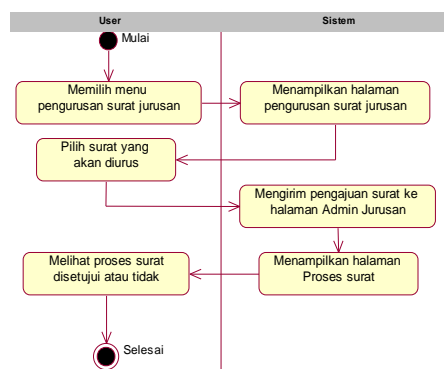 User
Sistem
Mulai
Memilih menu
pengurusan surat jurusan
Menampilkan halaman
pengurusan surat jurusan
Pilih surat yang
akan diurus
Mengirim pengajuan surat ke
halaman Admin Jurusan
Melihat proses surat
disetujui atau tidak
Menampilkan halaman
Proses surat
Selesai